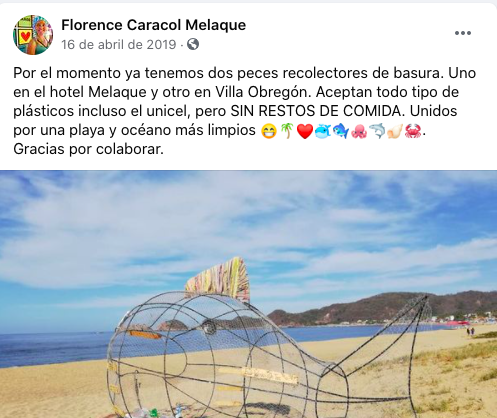 Florence Caracol Melaque
16 de abril de 2019 ·
Por el momento ya tenemos dos peces recolectores de basura. Uno
en el hotel Melaque y otro en Villa Obregón. Aceptan todo tipo de
plásticos incluso el unicel, pero SIN RESTOS DE COMIDA. Unidos
por una playa y océano más limpios 😁🌴❤️🐳🐬🐙🐬🤙🏻🦀.
Gracias por colaborar.